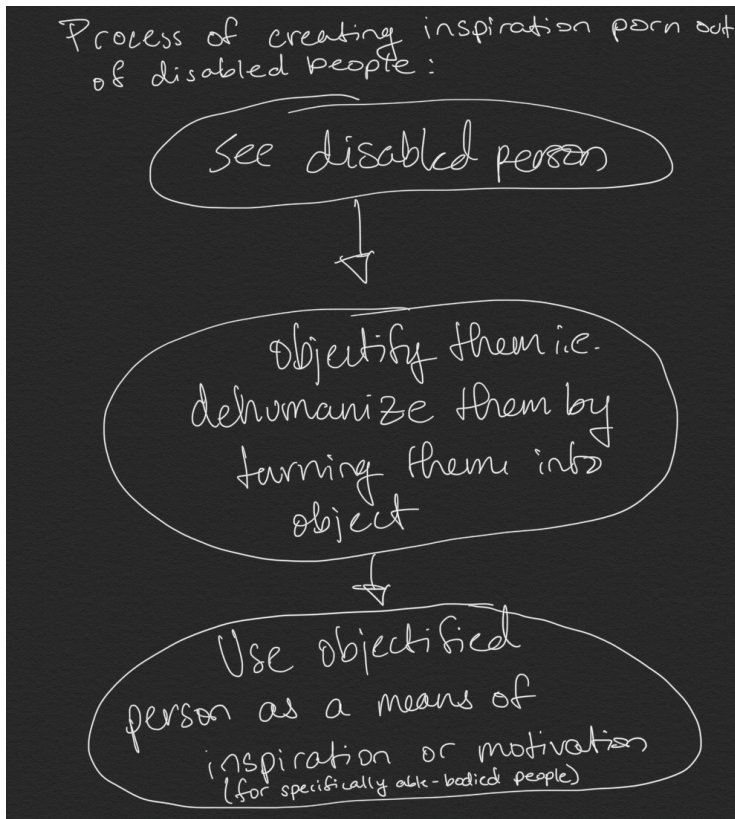 Process of creating inspiration porn out
of disabled people:
See disabled person
objectify them i.e.
dehumanize them by
turning them into
object
Use objectified
person as a means of
inspiration or motivation
(for specifically able-bodied people)